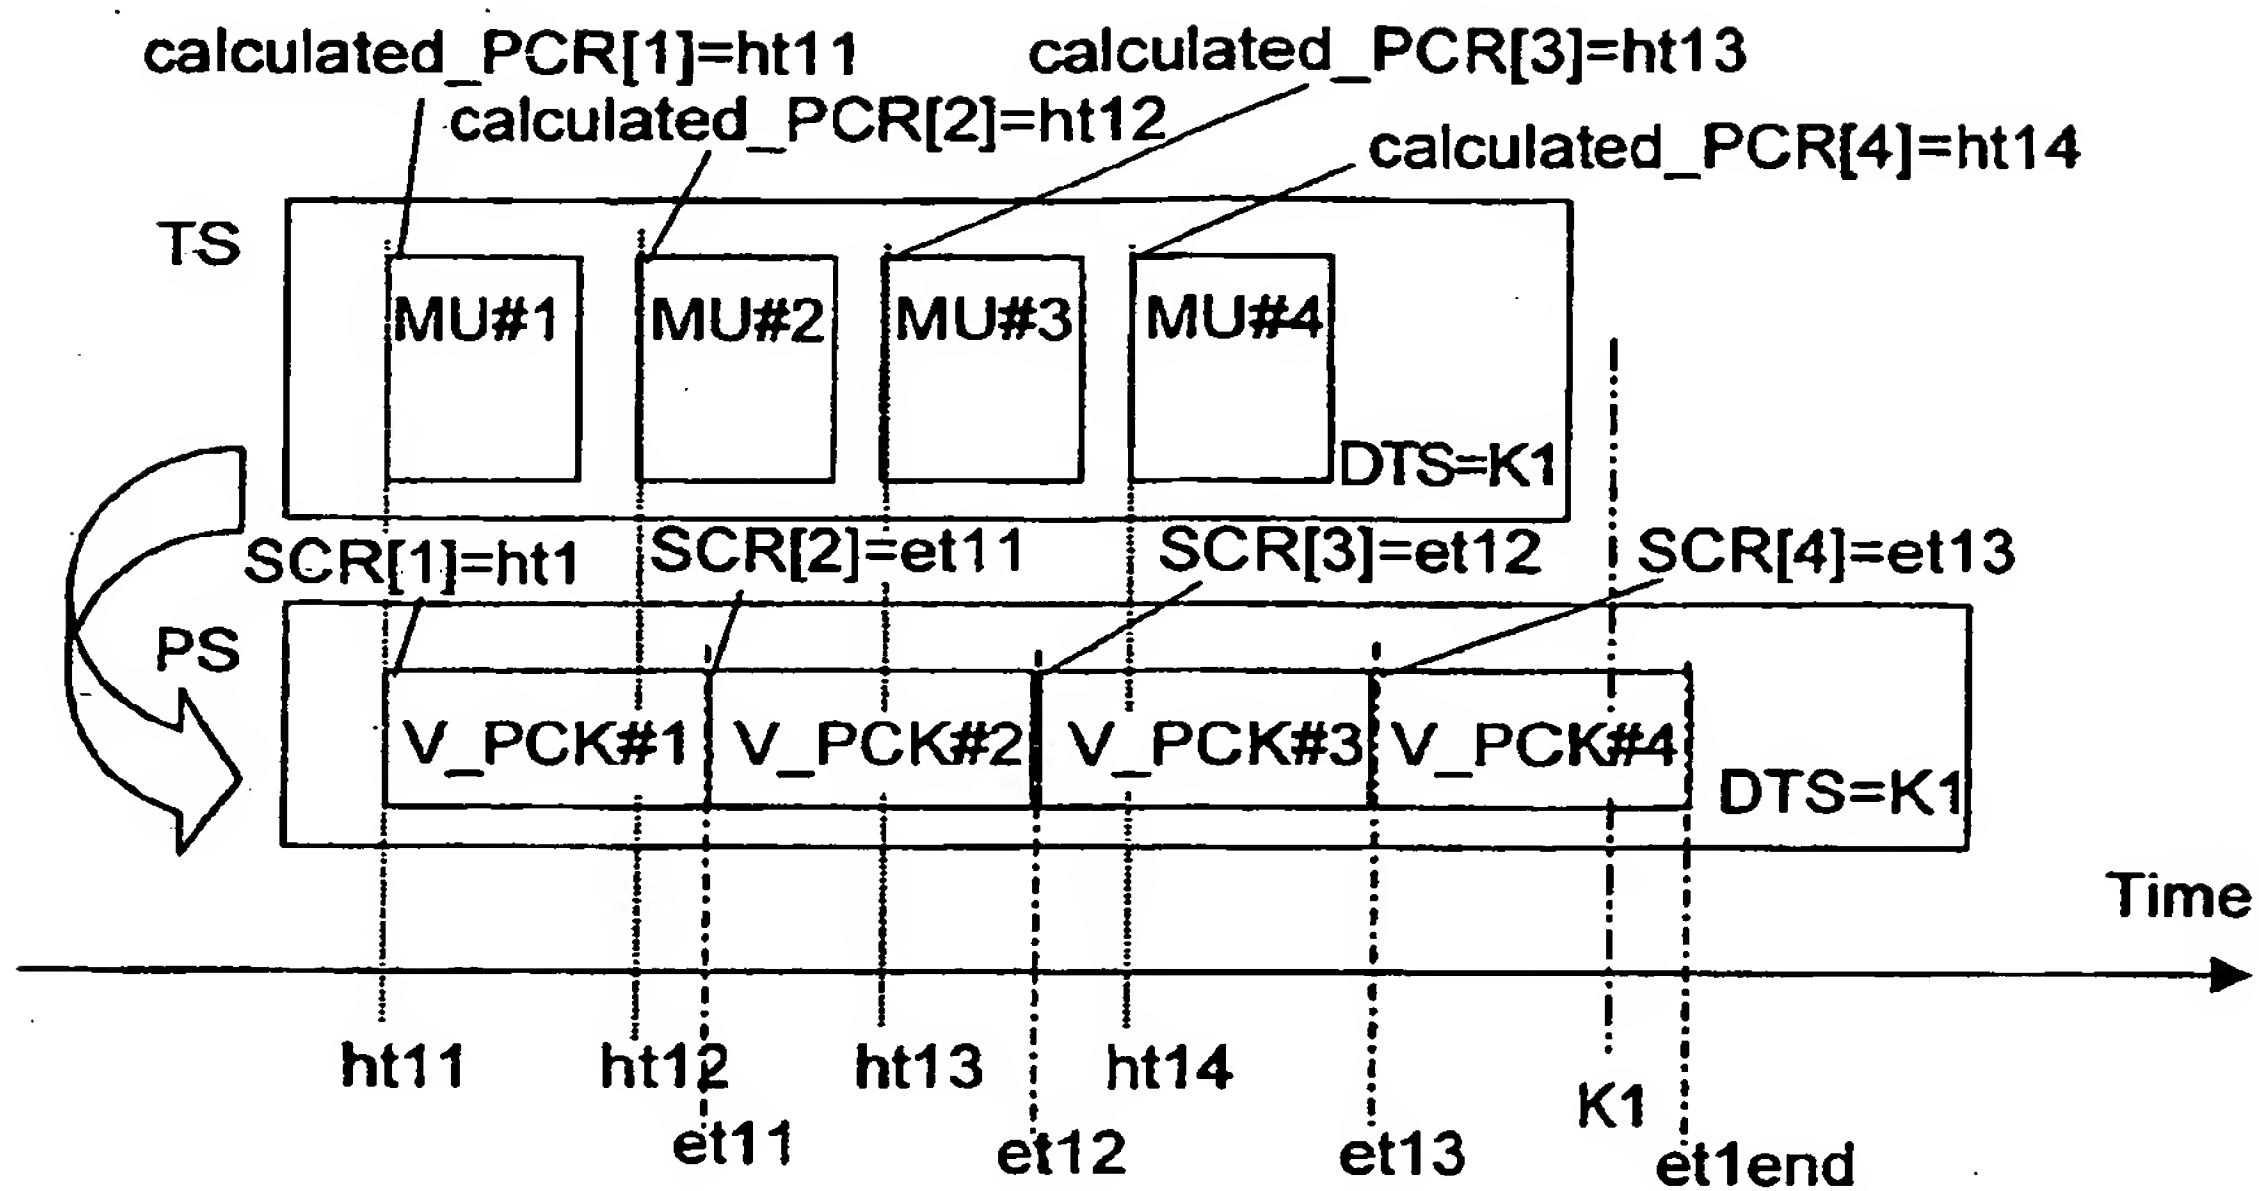 calculated_PCR[1]=ht11
calculated_PCR[3]=ht13
calculated_PCR[2]=ht12
calculated_PCR[4]=ht14
TS
MU#1
MU#2
MU#3
MU#4
DTS=K1
SCR[1]=ht1
SCR[2]=et11
SCR[3]=et12
SCR[4]=et13
PS
V_PCK#1
V_PCK#2
V_PCK#3
V_PCK#4
DTS=K1
Time
ht11
ht12
ht13
ht14
K1
et11
et12
et13
et1end